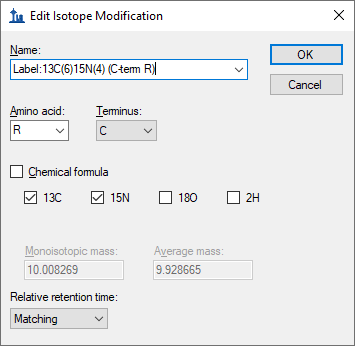 Edit Isotope Modification
Name:
Label:13C(6)15N(4) (C-term R)
OK
Cancel
Amino acid:
Terminus:
R
C
Chemical formula
13C
15N
18O
2H
Monoisotopic mass:
Average mass:
10.008269
9.928665
Relative retention time:
Matching